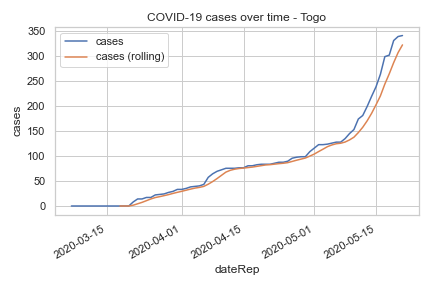 COVID-19 cases over time - Togo
cases
cases (rolling)
350
300
250
200
150
100
50
0
cases
2020-03-15
2020-04-01
2020-04-15
2020-05-01
2020-05-15
dateRep